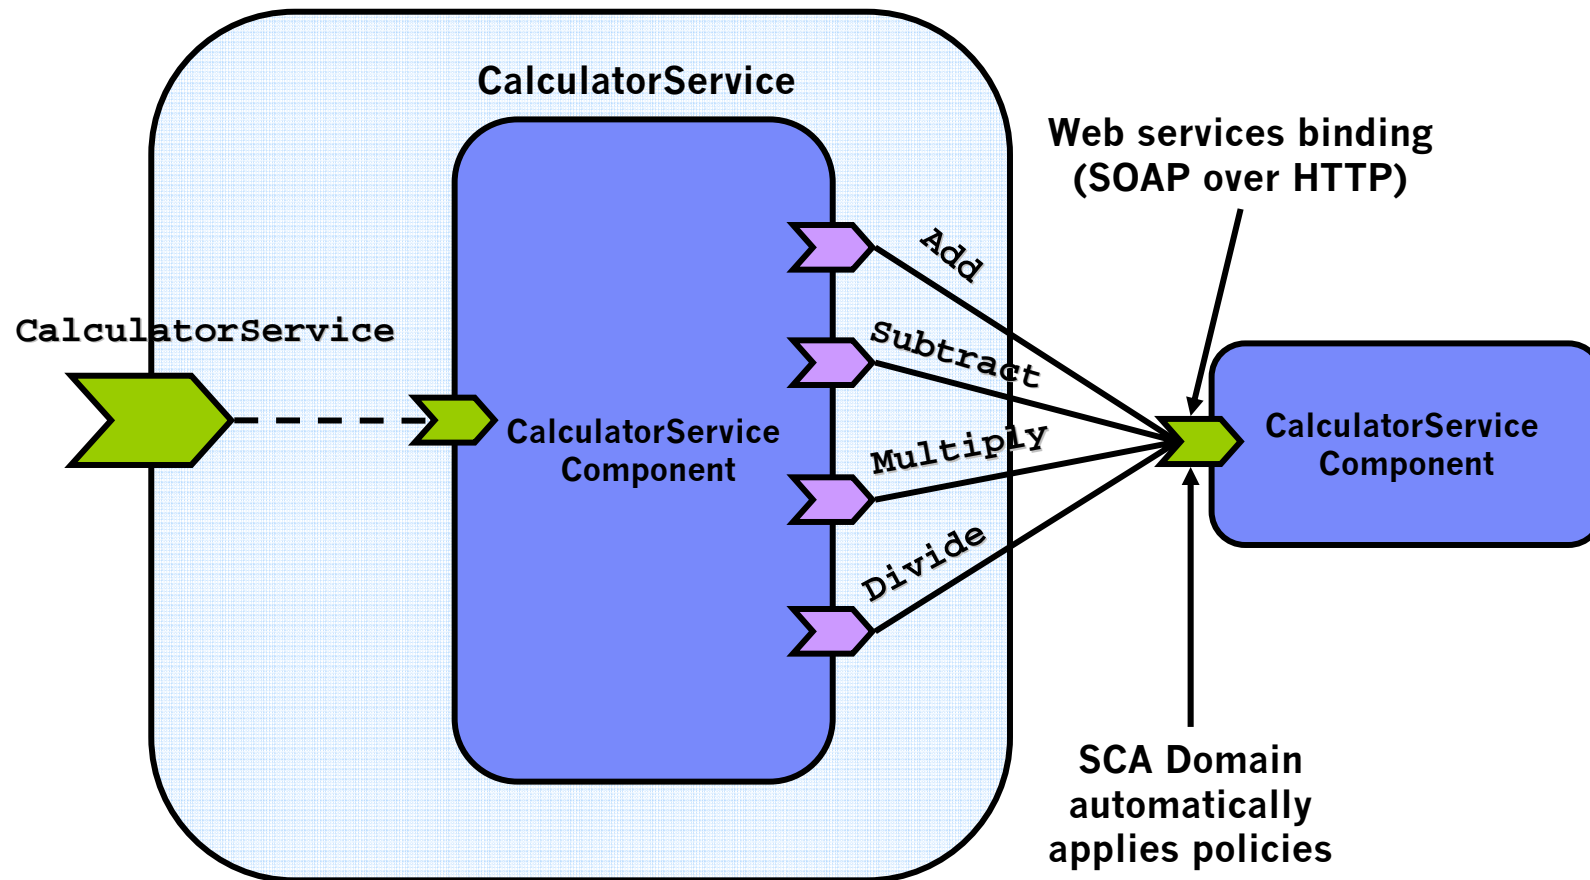 CalculatorService
Web services binding
(SOAP over HTTP)
CalculatorService
CalculatorService
Component
Add
Subtract
Multiply
Divide
CalculatorService
Component
SCA Domain
automatically
applies policies